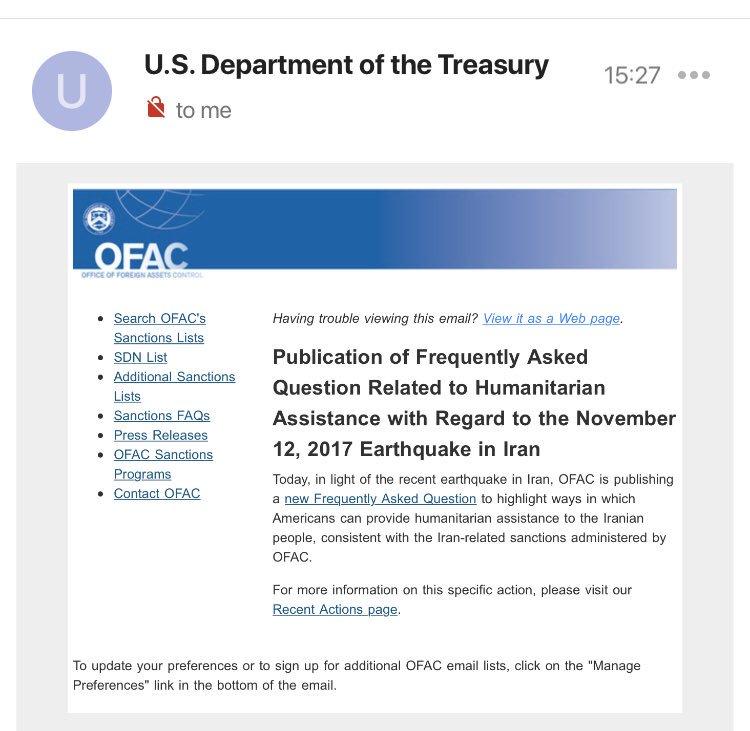 U
U.S. Department of the Treasury
15:27
to me
OFAC
OFFICE OF FOREIGN ASSETS CONTROL
Search OFAC's
Sanctions Lists
SDN List
Additional Sanctions
Lists
Sanctions FAQs
Press Releases
OFAC Sanctions
Programs
Contact OFAC
Having trouble viewing this email? View it as a Web page.
Publication of Frequently Asked
Question Related to Humanitarian
Assistance with Regard to the November
12, 2017 Earthquake in Iran
Today, in light of the recent earthquake in Iran, OFAC is publishing
a new Frequently Asked Question to highlight ways in which
Americans can provide humanitarian assistance to the Iranian
people, consistent with the Iran-related sanctions administered by
OFAC.
For more information on this specific action, please visit our
Recent Actions page.
To update your preferences or to sign up for additional OFAC email lists, click on the "Manage
Preferences" link in the bottom of the email.